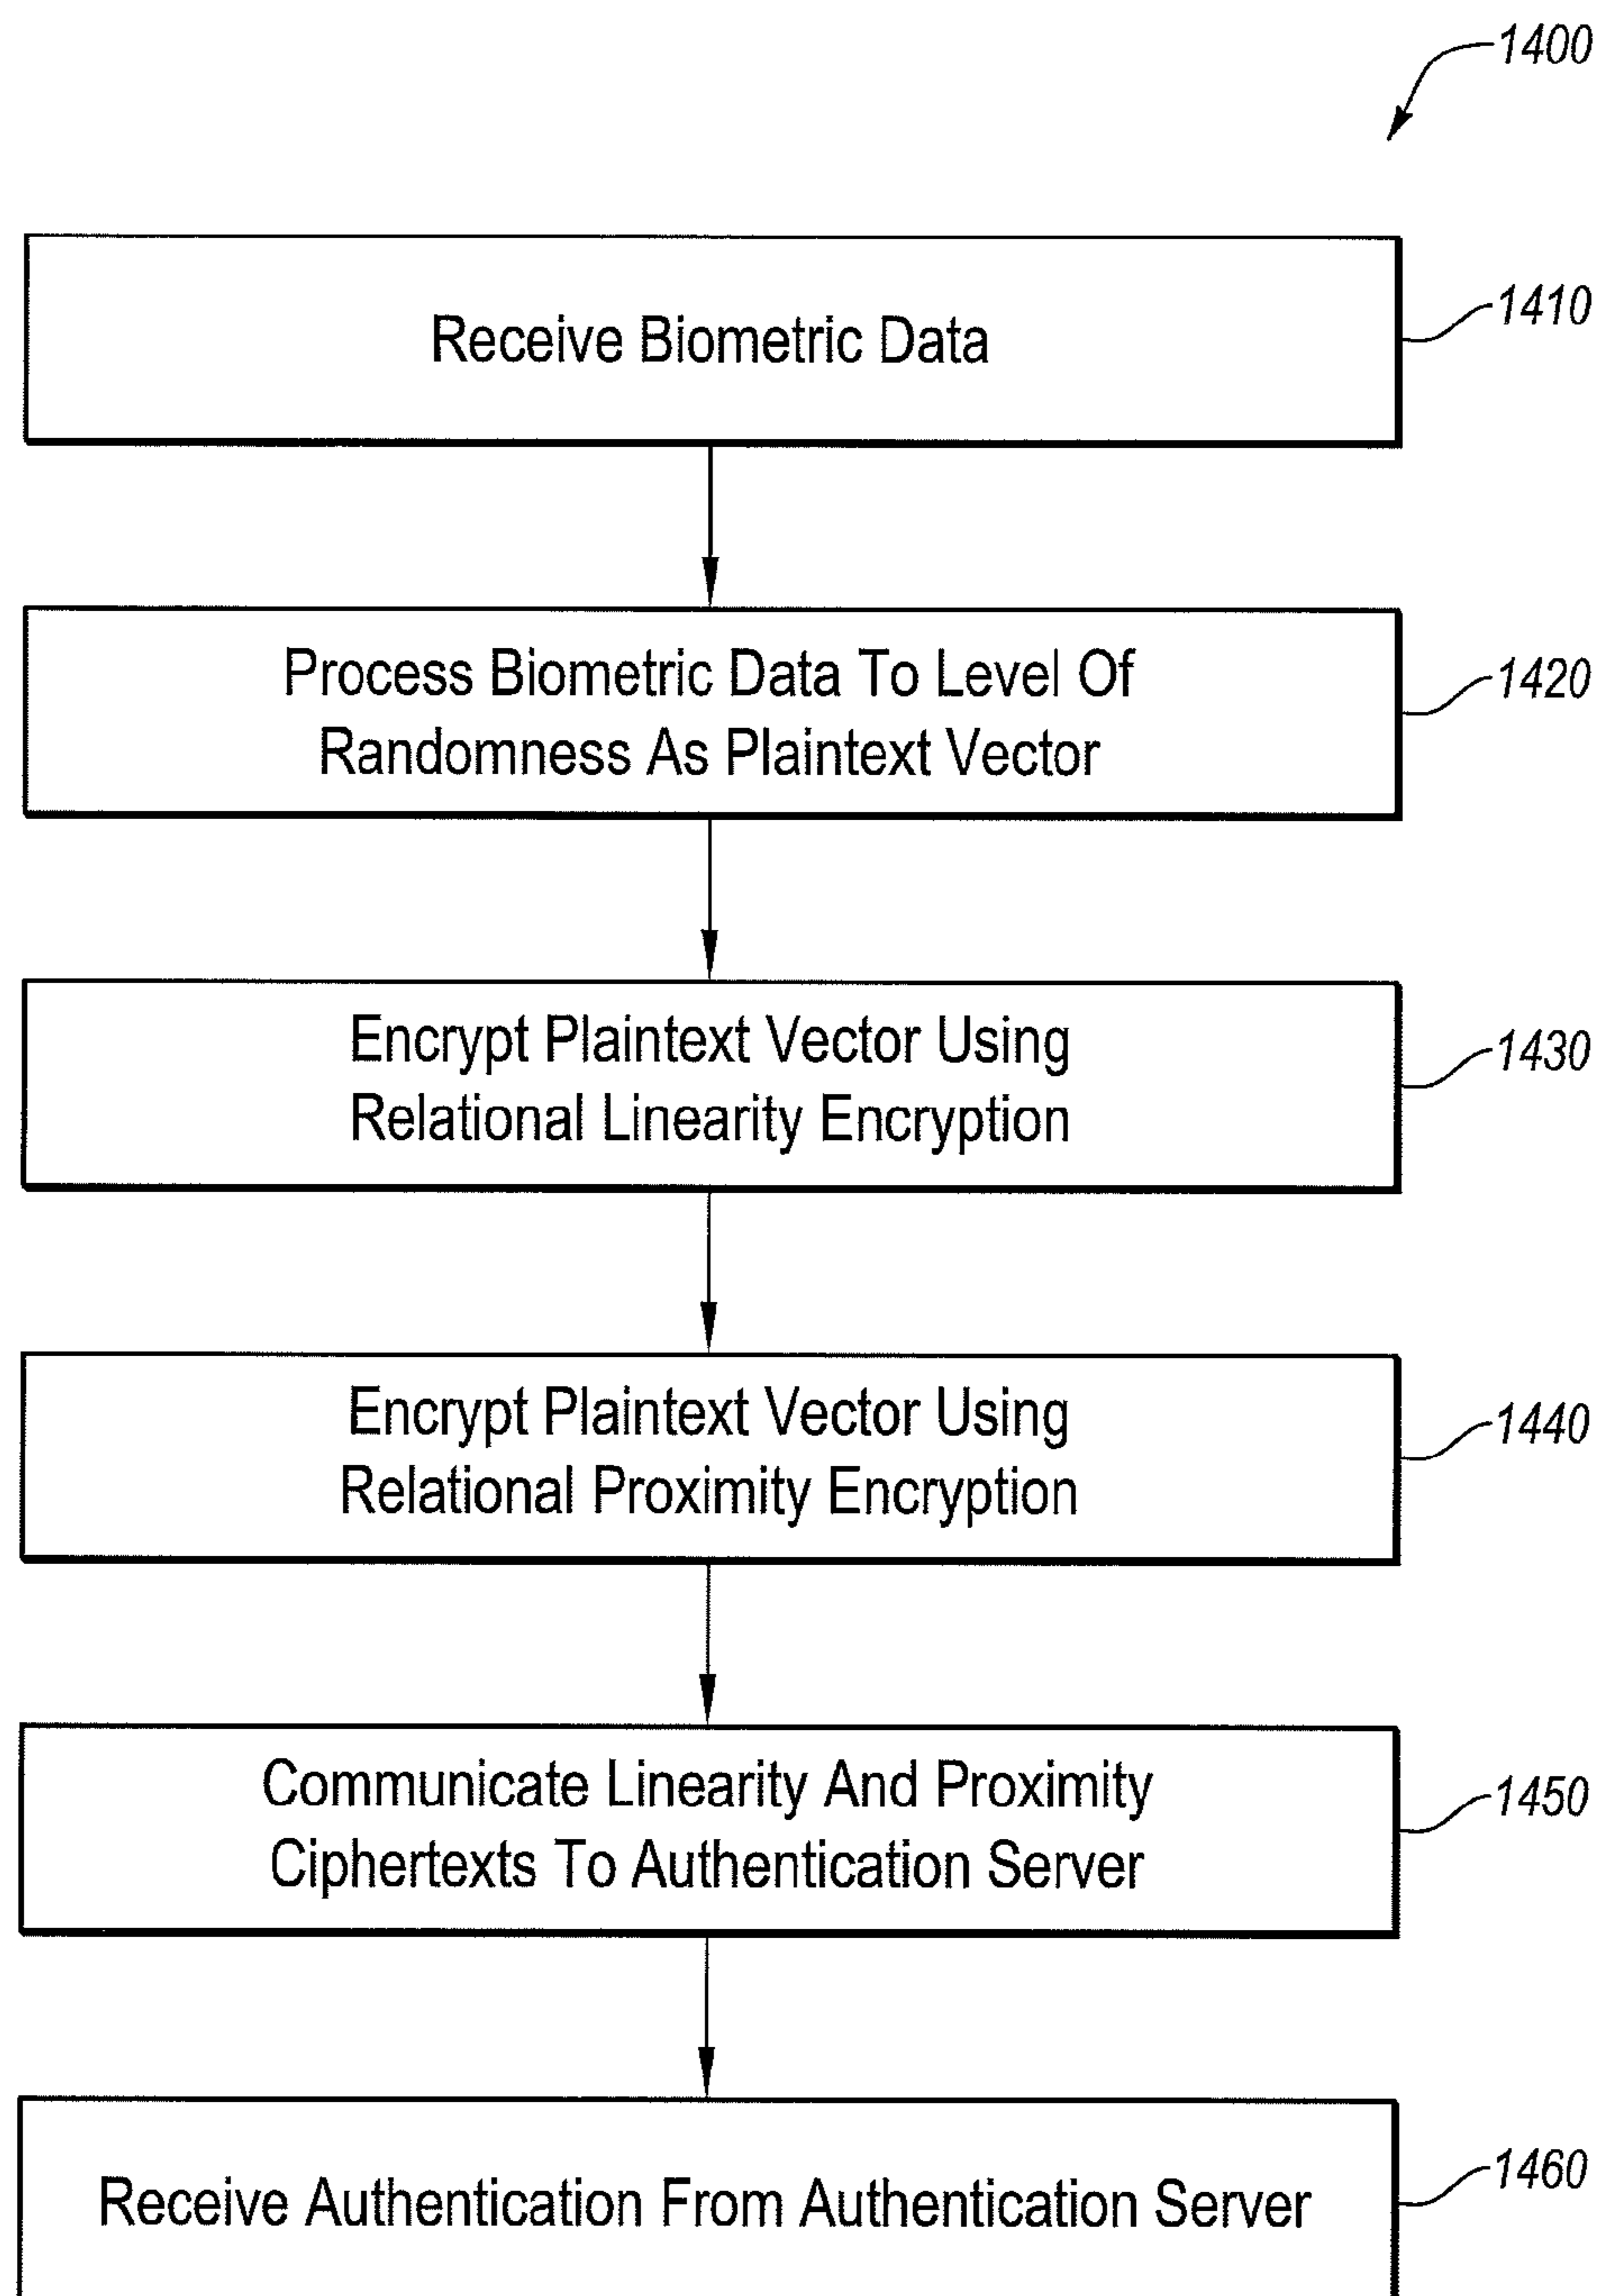 1400
Receive Biometric Data
1410
Process Biometric Data To Level Of
Randomness As Plaintext Vector
1420
Encrypt Plaintext Vector Using
Relational Linearity Encryption
1430
Encrypt Plaintext Vector Using
Relational Proximity Encryption
1440
Communicate Linearity And Proximity
Ciphertexts To Authentication Server
1450
Receive Authentication From Authentication Server
1460